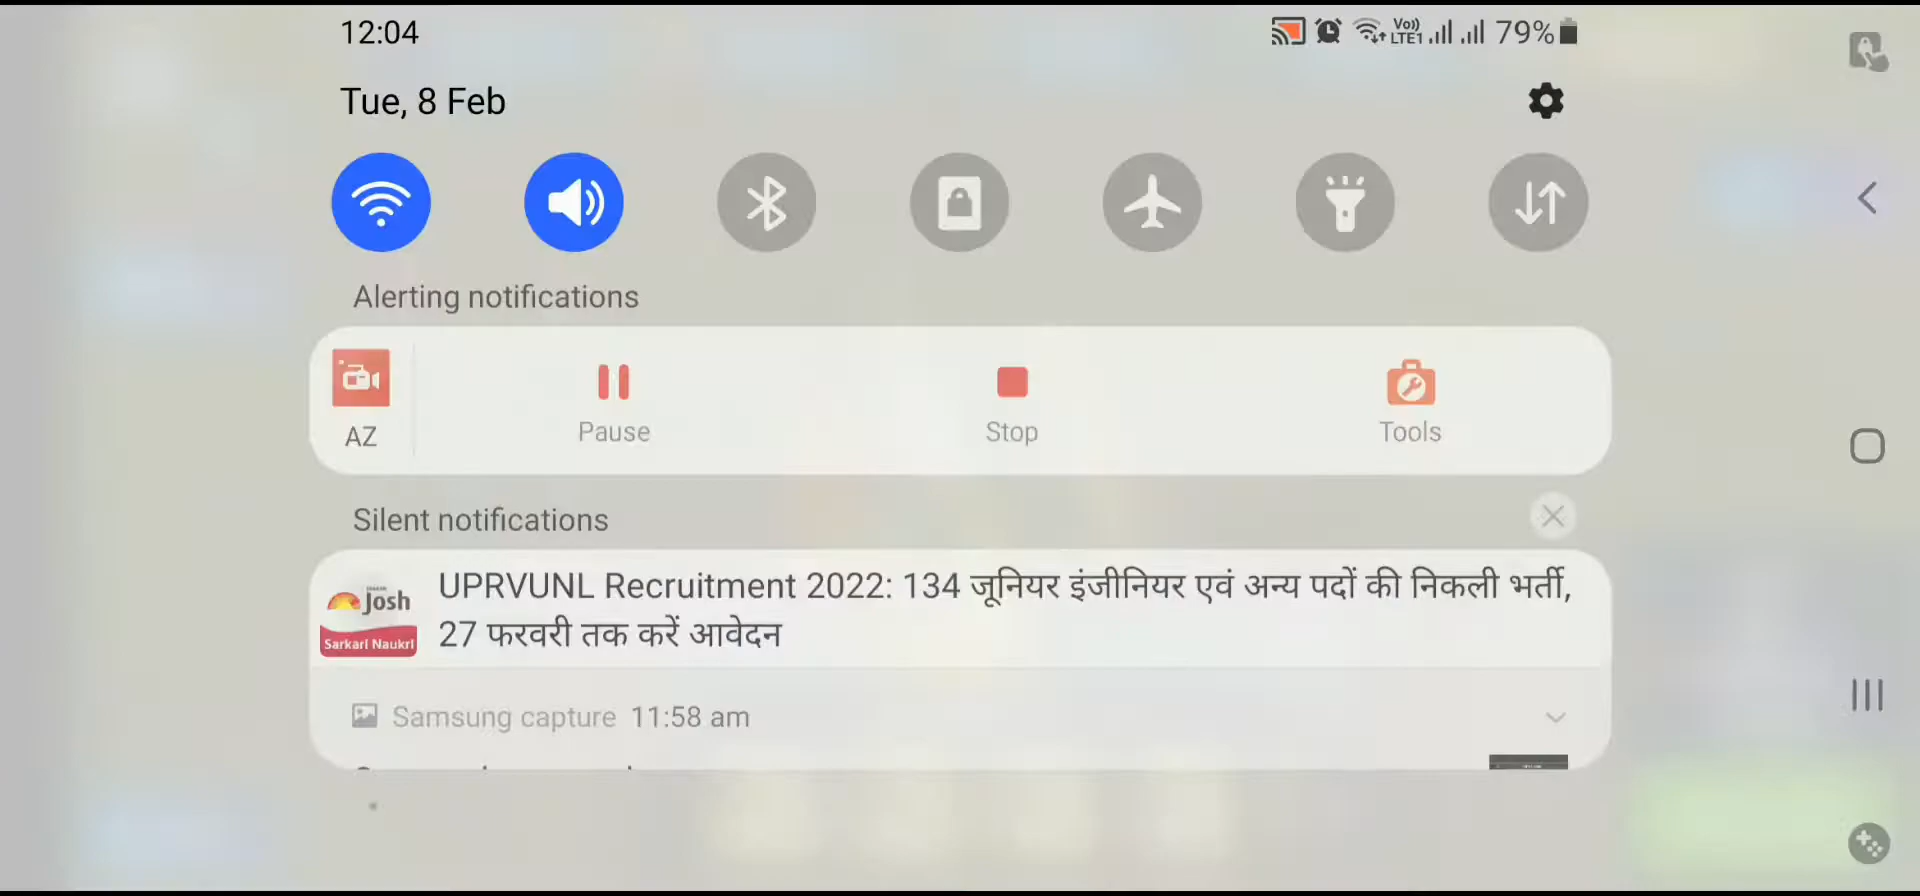 12:04
Vo)) LTE1 79%
Tue, 8 Feb
Alerting notifications
AZ
Pause
Stop
Tools
Silent notifications
Josh
Sarkari Naukri
UPRVUNL Recruitment 2022: 134 जूनियर इंजीनियर एवं अन्य पदों की निकली भर्ती,
27 फरवरी तक करें आवेदन
Samsung capture 11:58 am